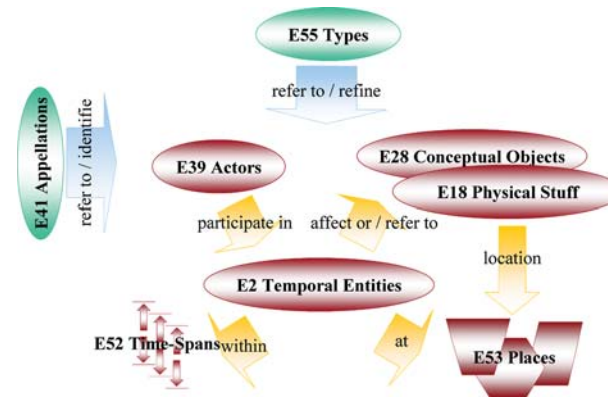 E55 Types
refer to / refine
E41 Appellations
refer to / identifie
E39 Actors
E28 Conceptual Objects
E18 Physical Stuff
participate in
affect or / refer to
location
E2 Temporal Entities
E52 Time-Spans
within
at
E53 Places